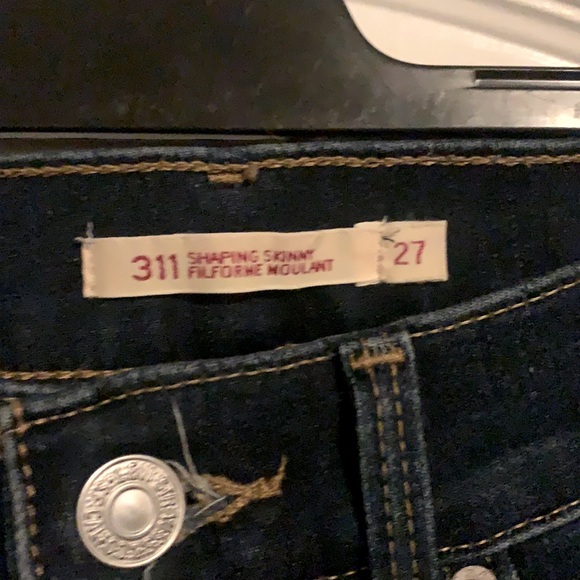 311 SHAPING SKINNY
FILFORME MOULANT
27